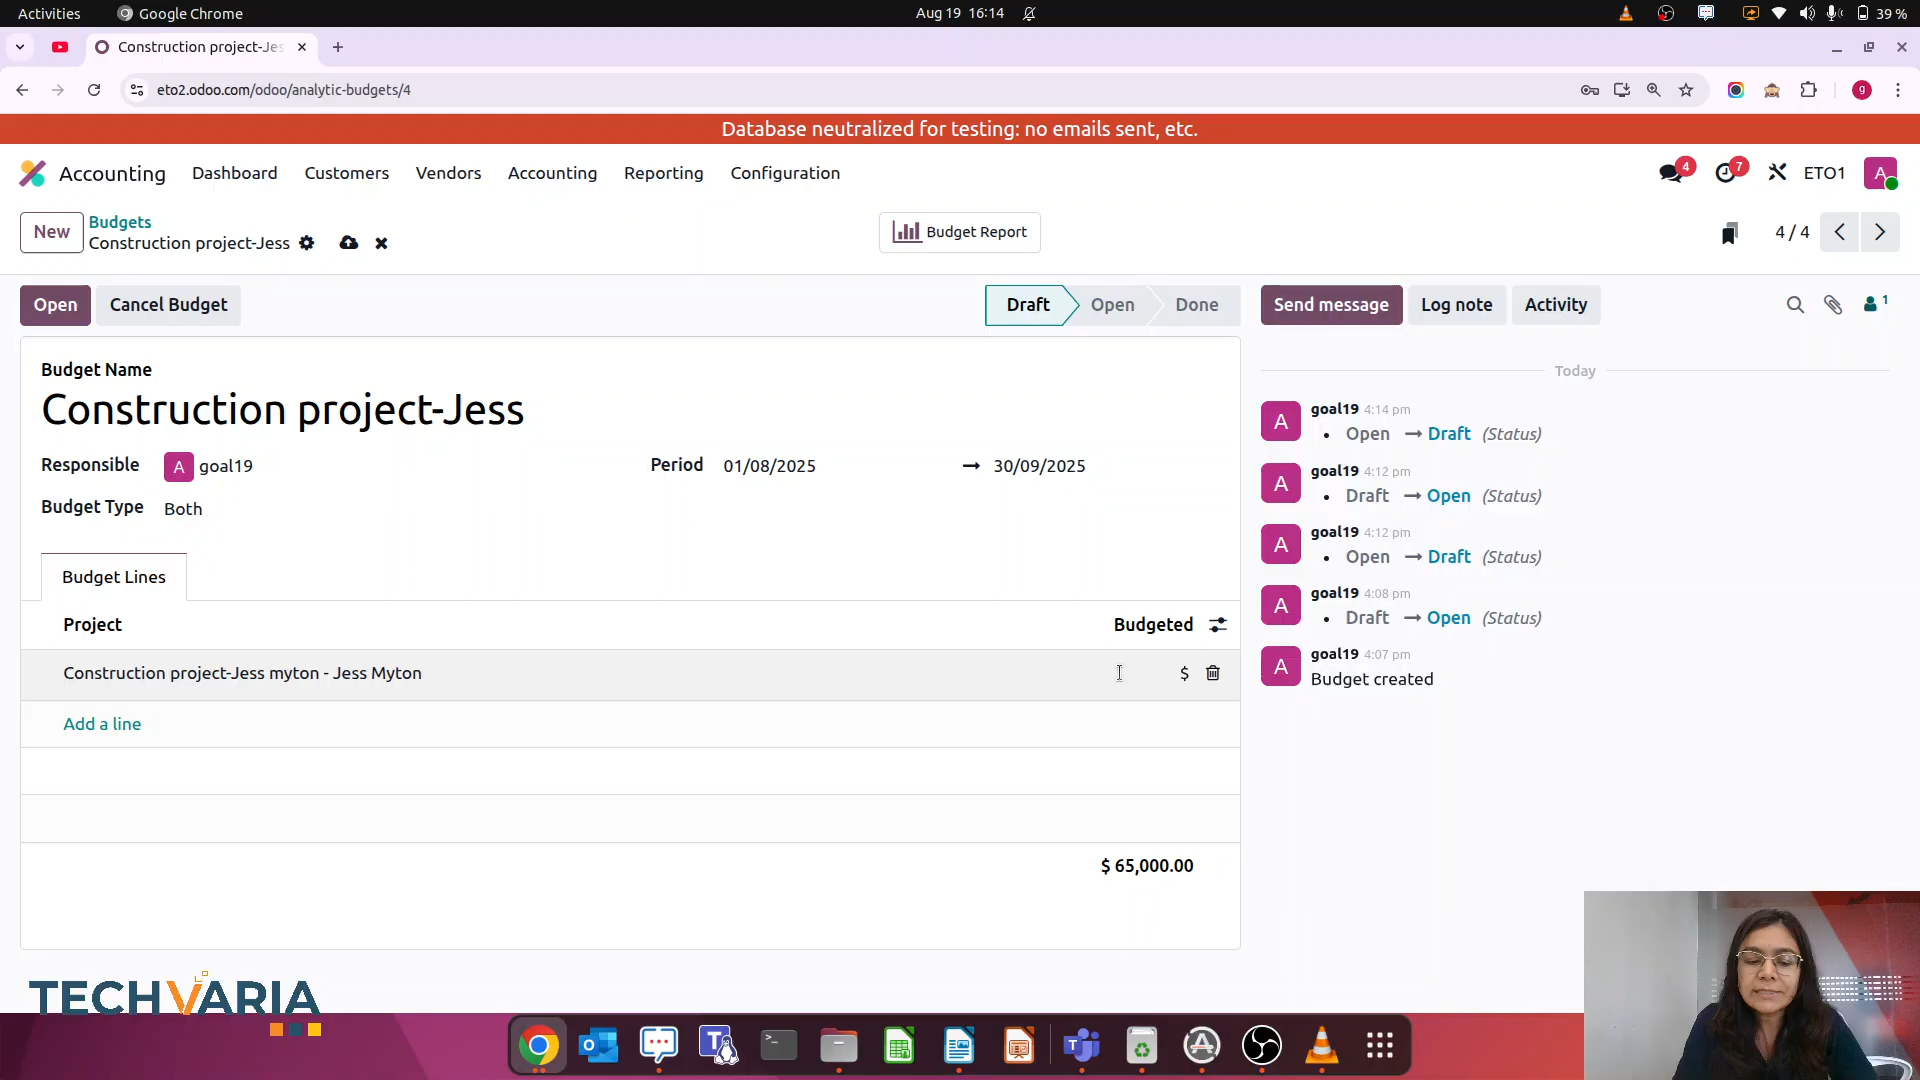 Activities
Google Chrome
Aug 19 16:14
39 %
Construction project-Jes
eto2.odoo.com/odoo/analytic-budgets/4
g
Database neutralized for testing: no emails sent, etc.
Accounting
Dashboard
Customers
Vendors
Accounting
Reporting
Configuration
4
7
ETO1
A
New
Budgets
Construction project-Jess
Budget Report
4 / 4
Open
Cancel Budget
Draft
Open
Done
Send message
Log note
Activity
1
Budget Name
Construction project-Jess
Responsible
A goal19
Period
01/08/2025 → 30/09/2025
Budget Type
Both
Budget Lines
Project
Budgeted
Construction project-Jess myton - Jess Myton
$
Add a line
$ 65,000.00
Today
A
goal19 4:14 pm
• Open → Draft (Status)
A
goal19 4:12 pm
• Draft → Open (Status)
A
goal19 4:12 pm
• Open → Draft (Status)
A
goal19 4:08 pm
• Draft → Open (Status)
A
goal19 4:07 pm
Budget created
TECHVARIA